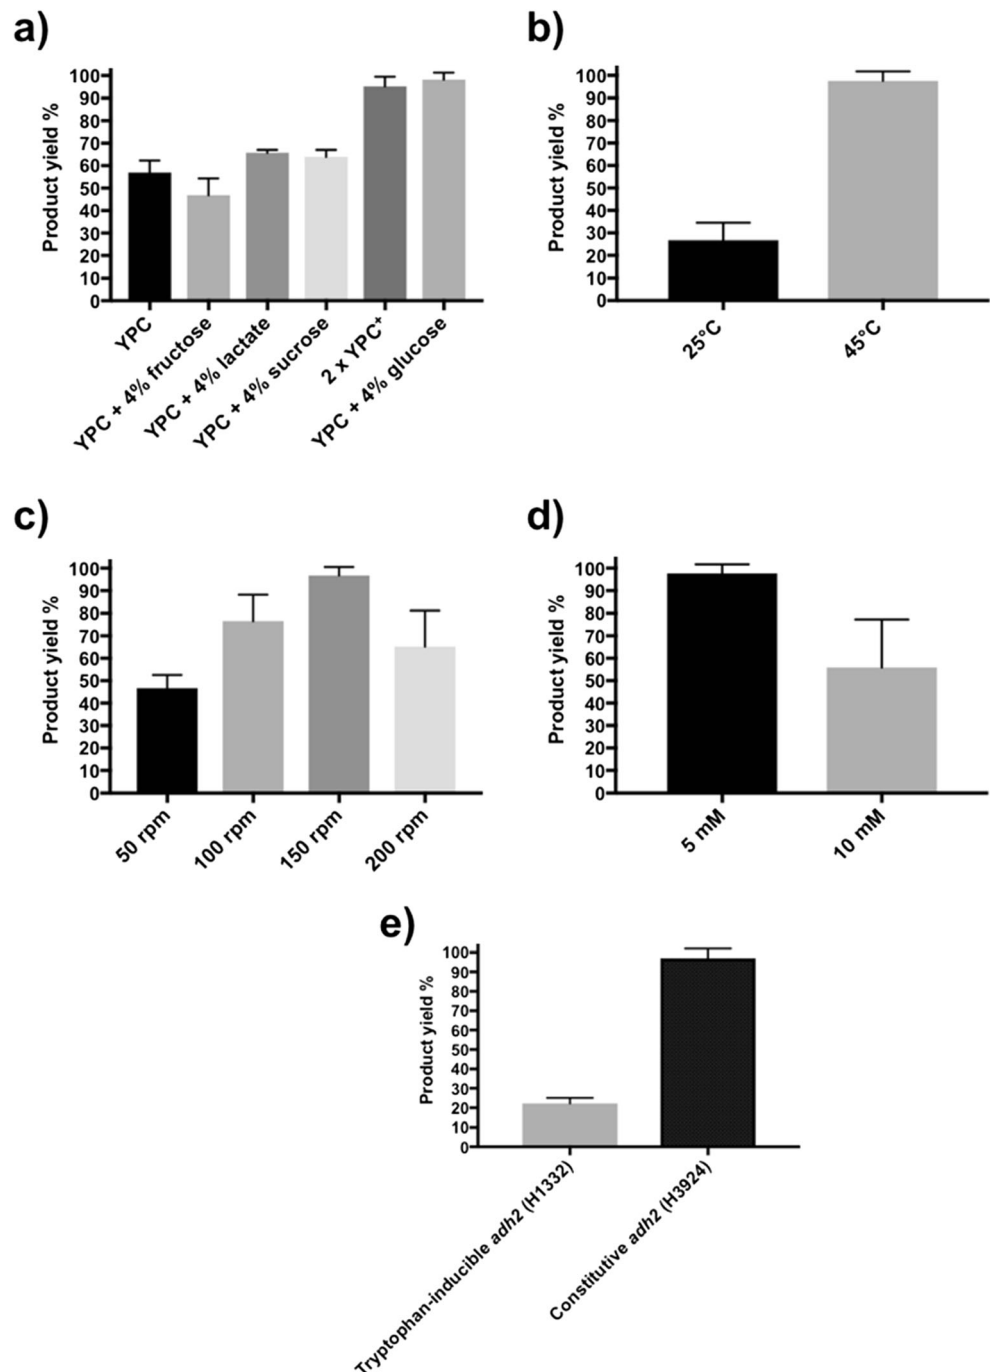 a)
Product yield %
100
90
80
70
60
50
40
30
20
10
0
YPC
YPC + 4% fructose
YPC + 4% lactate
YPC + 4% sucrose
2 x YPC+
YPC + 4% glucose
b)
Product yield %
100
90
80
70
60
50
40
30
20
10
0
25°C
45°C
c)
Product yield %
100
90
80
70
60
50
40
30
20
10
0
50 rpm
100 rpm
150 rpm
200 rpm
d)
Product yield %
100
90
80
70
60
50
40
30
20
10
0
5 mM
10 mM
e)
Product yield %
100
90
80
70
60
50
40
30
20
10
0
Tryptophan-inducible adh2 (H1332)
Constitutive adh2 (H3924)